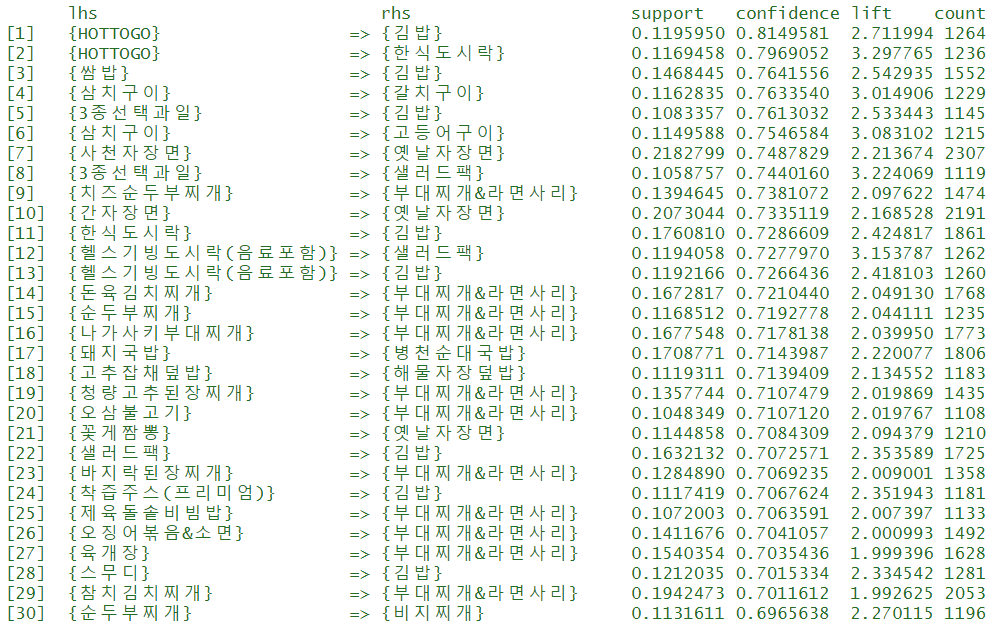 lhs rhs support confidence lift count
[1] {HOTTOGO} => {김밥} 0.1195950 0.8149581 2.711994 1264
[2] {HOTTOGO} => {한식도시락} 0.1169458 0.7969052 3.297765 1236
[3] {쌈밥} => {김밥} 0.1468445 0.7641556 2.542935 1552
[4] {삼치구이} => {갈치구이} 0.1162835 0.7633540 3.014906 1229
[5] {3종선택과일} => {김밥} 0.1083357 0.7613032 2.533443 1145
[6] {삼치구이} => {고등어구이} 0.1149588 0.7546584 3.083102 1215
[7] {사천자장면} => {옛날자장면} 0.2182799 0.7487829 2.213674 2307
[8] {3종선택과일} => {샐러드팩} 0.1058757 0.7440160 3.224069 1119
[9] {치즈순두부찌개} => {부대찌개&라면사리} 0.1394645 0.7381072 2.097622 1474
[10] {간자장면} => {옛날자장면} 0.2073044 0.7335119 2.168528 2191
[11] {한식도시락} => {김밥} 0.1760810 0.7286609 2.424817 1861
[12] {헬스기빙도시락(음료포함)} => {샐러드팩} 0.1194058 0.7277970 3.153787 1262
[13] {헬스기빙도시락(음료포함)} => {김밥} 0.1192166 0.7266436 2.418103 1260
[14] {돈육김치찌개} => {부대찌개&라면사리} 0.1672817 0.7210440 2.049130 1768
[15] {순두부찌개} => {부대찌개&라면사리} 0.1168512 0.7192778 2.044111 1235
[16] {나가사키부대찌개} => {부대찌개&라면사리} 0.1677548 0.7178138 2.039950 1773
[17] {돼지국밥} => {병천순대국밥} 0.1708771 0.7143987 2.220077 1806
[18] {고추잡채덮밥} => {해물자장덮밥} 0.1119311 0.7139409 2.134552 1183
[19] {청량고추된장찌개} => {부대찌개&라면사리} 0.1357744 0.7107479 2.019869 1435
[20] {오삼불고기} => {부대찌개&라면사리} 0.1048349 0.7107120 2.019767 1108
[21] {꽃게짬뽕} => {옛날자장면} 0.1144858 0.7084309 2.094379 1210
[22] {샐러드팩} => {김밥} 0.1632132 0.7072571 2.353589 1725
[23] {바지락된장찌개} => {부대찌개&라면사리} 0.1284890 0.7069235 2.009001 1358
[24] {착즙주스(프리미엄)} => {김밥} 0.1117419 0.7067624 2.351943 1181
[25] {제육돌솥비빔밥} => {부대찌개&라면사리} 0.1072003 0.7063591 2.007397 1133
[26] {오징어볶음&소면} => {부대찌개&라면사리} 0.1411676 0.7041057 2.000993 1492
[27] {육개장} => {부대찌개&라면사리} 0.1540354 0.7035436 1.999396 1628
[28] {스무디} => {김밥} 0.1212035 0.7015334 2.334542 1281
[29] {참치김치찌개} => {부대찌개&라면사리} 0.1942473 0.7011612 1.992625 2053
[30] {순두부찌개} => {비지찌개} 0.1131611 0.6965638 2.270115 1196